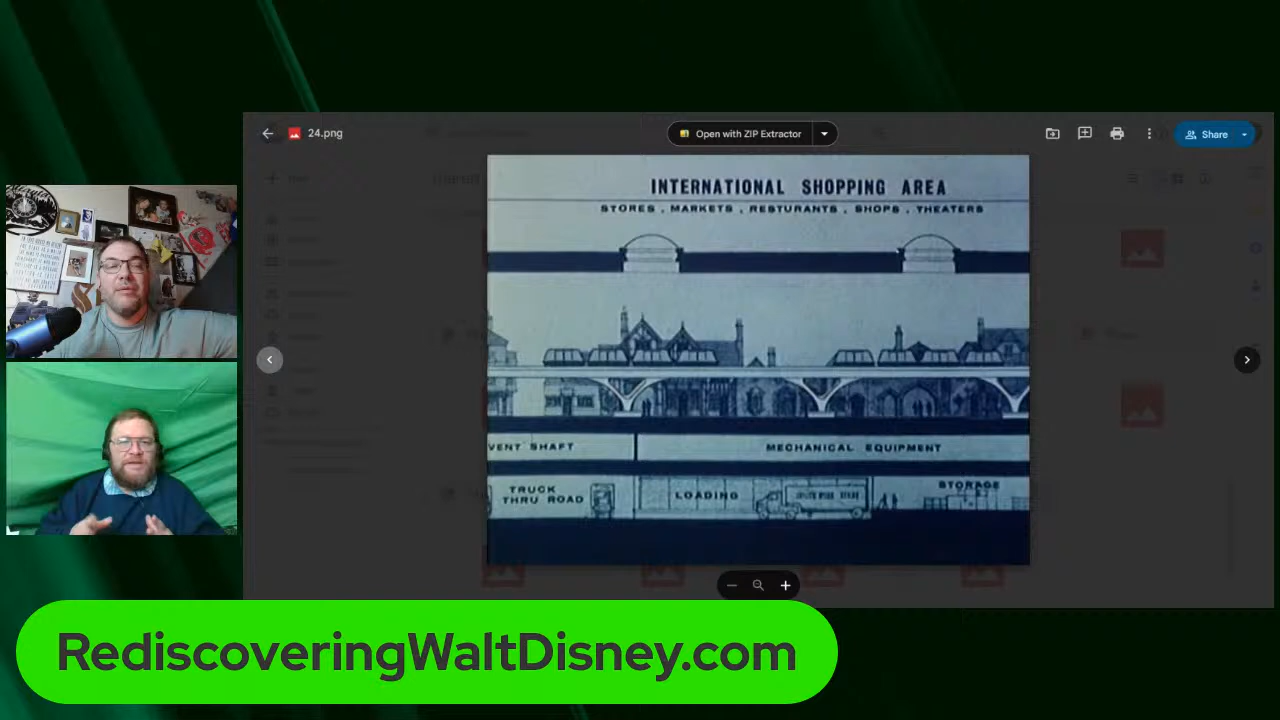 24.png
Open with ZIP Extractor
Share
INTERNATIONAL SHOPPING AREA
STORES , MARKETS , RESTURANTS , SHOPS , THEATERS
VENT SHAFT
MECHANICAL EQUIPMENT
TRUCK
THRU ROAD
LOADING
STORAGE
RediscoveringWaltDisney.com